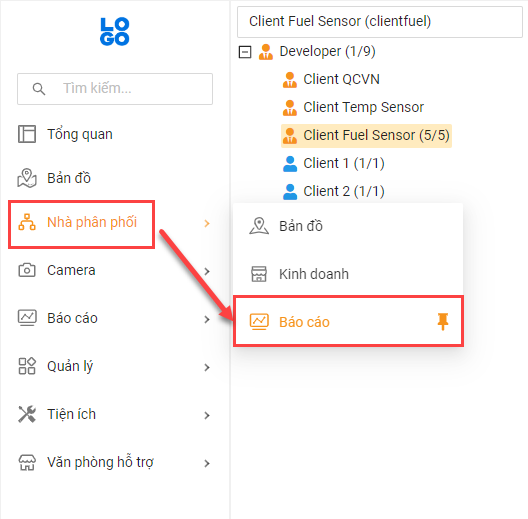 LO
GO
Tìm kiếm...
Tổng quan
Bản đồ
Nhà phân phối
Camera
Báo cáo
Quản lý
Tiện ích
Văn phòng hỗ trợ
Client Fuel Sensor (clientfuel)
Developer (1/9)
Client QCVN
Client Temp Sensor
Client Fuel Sensor (5/5)
Client 1 (1/1)
Client 2 (1/1)
Bản đồ
Kinh doanh
Báo cáo